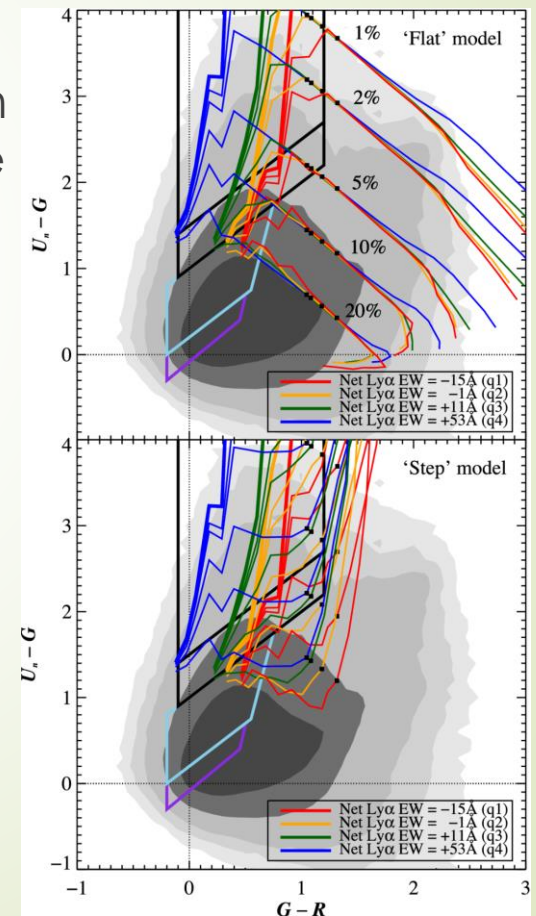 n
e
4
3
2
1
0
1%
2%
5%
10%
20%
'Flat' model
Uₙ − G
Net Lyα EW = −15Å (q1)
Net Lyα EW = −1Å (q2)
Net Lyα EW = +11Å (q3)
Net Lyα EW = +53Å (q4)
4
3
2
1
0
−1
'Step' model
Uₙ − G
Net Lyα EW = −15Å (q1)
Net Lyα EW = −1Å (q2)
Net Lyα EW = +11Å (q3)
Net Lyα EW = +53Å (q4)
−1 0 1 2 3
G − R